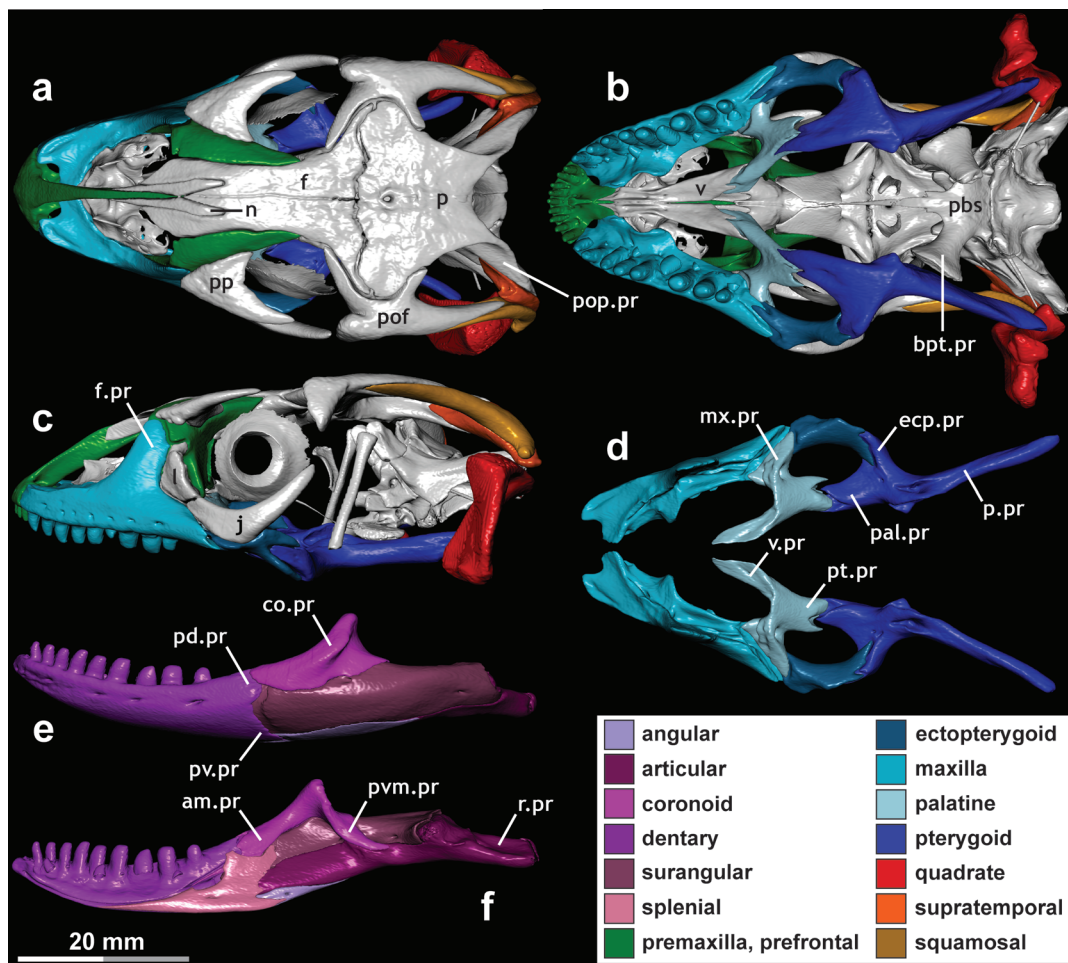 a
f
n
p
pp
pof
pop.pr
b
v
pbs
bpt.pr
c
f.pr
j
d
mx.pr
ecp.pr
pal.pr
p.pr
v.pr
pt.pr
co.pr
pd.pr
e
pv.pr
am.pr
pvm.pr
r.pr
f
20 mm
angular
articular
coronoid
dentary
surangular
splenial
premaxilla, prefrontal
ectopterygoid
maxilla
palatine
pterygoid
quadrate
supratemporal
squamosal